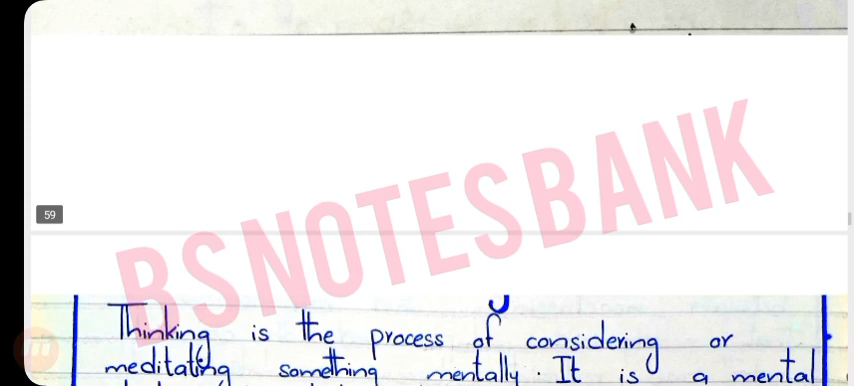 59
BSNOTESBANK
Thinking is the process of considering or
meditating something mentally. It is a mental